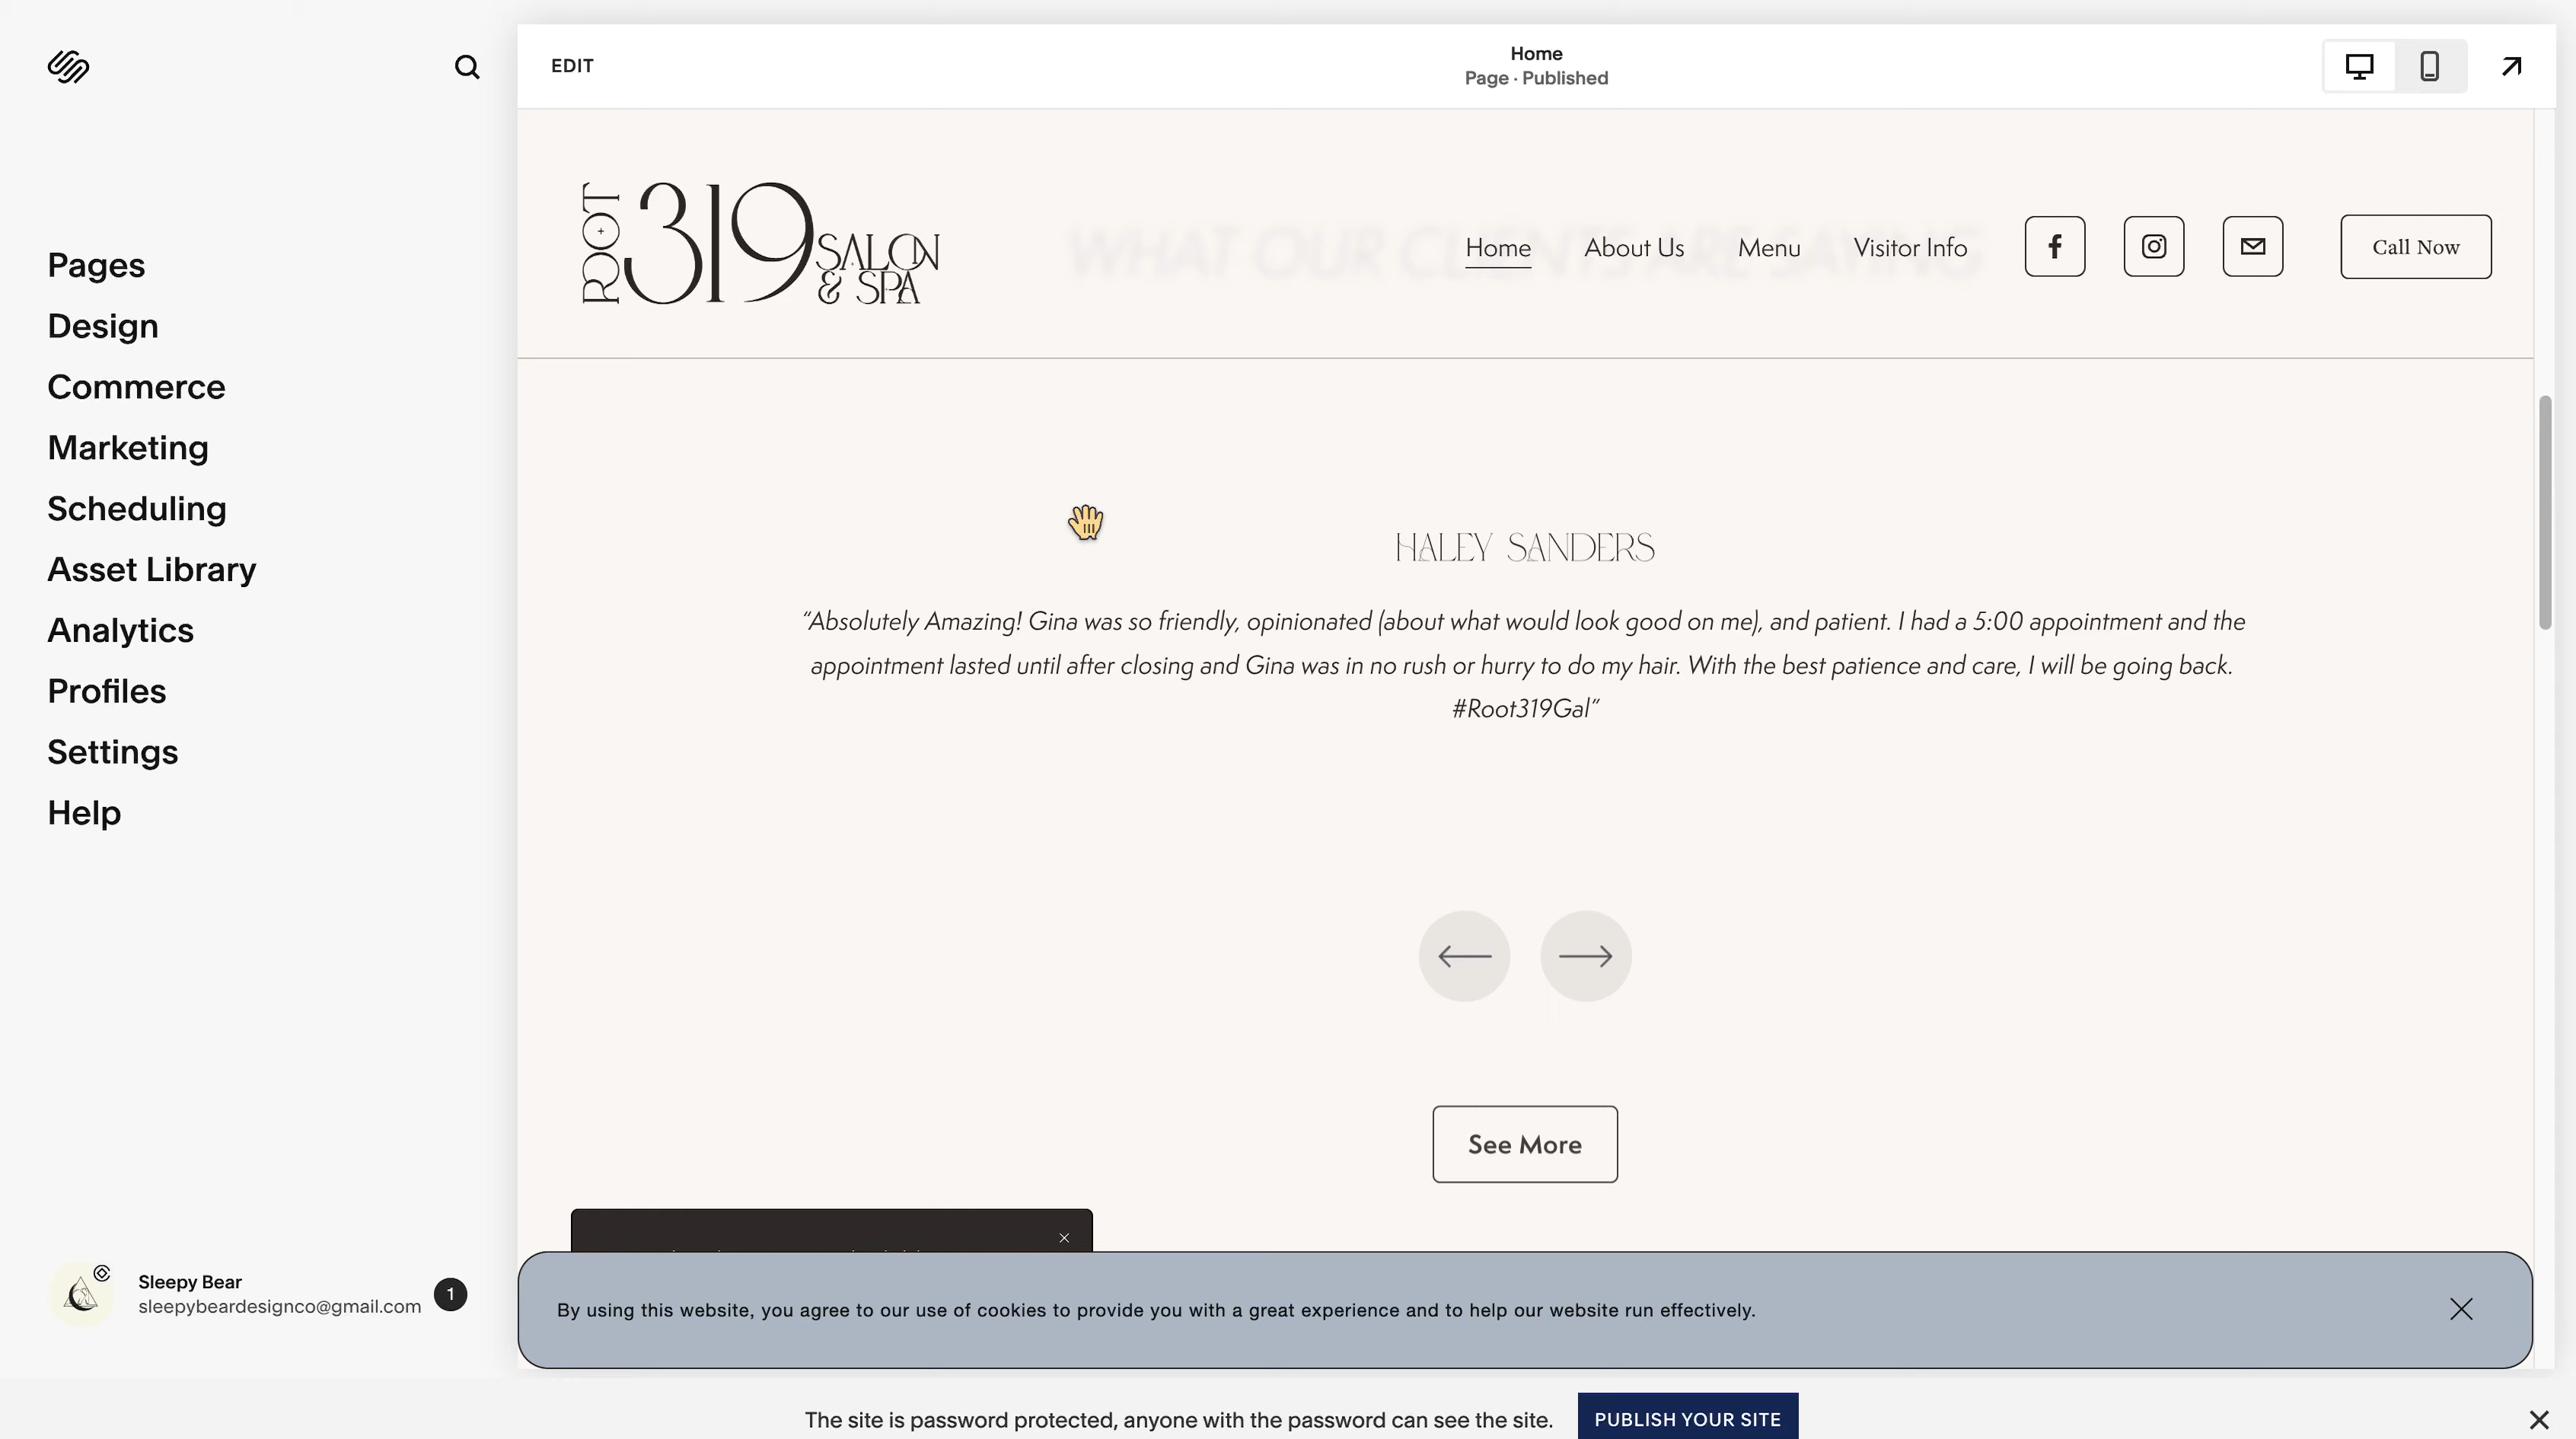 EDIT
Home
Page · Published
ROOT 319 SALON & SPA
WHAT OUR CLIENTS ARE SAYING
Home
About Us
Menu
Visitor Info
Call Now
Pages
Design
Commerce
Marketing
Scheduling
Asset Library
Analytics
Profiles
Settings
Help
HALEY SANDERS
“Absolutely Amazing! Gina was so friendly, opinionated (about what would look good on me), and patient. I had a 5:00 appointment and the
appointment lasted until after closing and Gina was in no rush or hurry to do my hair. With the best patience and care, I will be going back.
#Root319Gal”
See More
Sleepy Bear
sleepybeardesignco@gmail.com
1
By using this website, you agree to our use of cookies to provide you with a great experience and to help our website run effectively.
The site is password protected, anyone with the password can see the site.
PUBLISH YOUR SITE